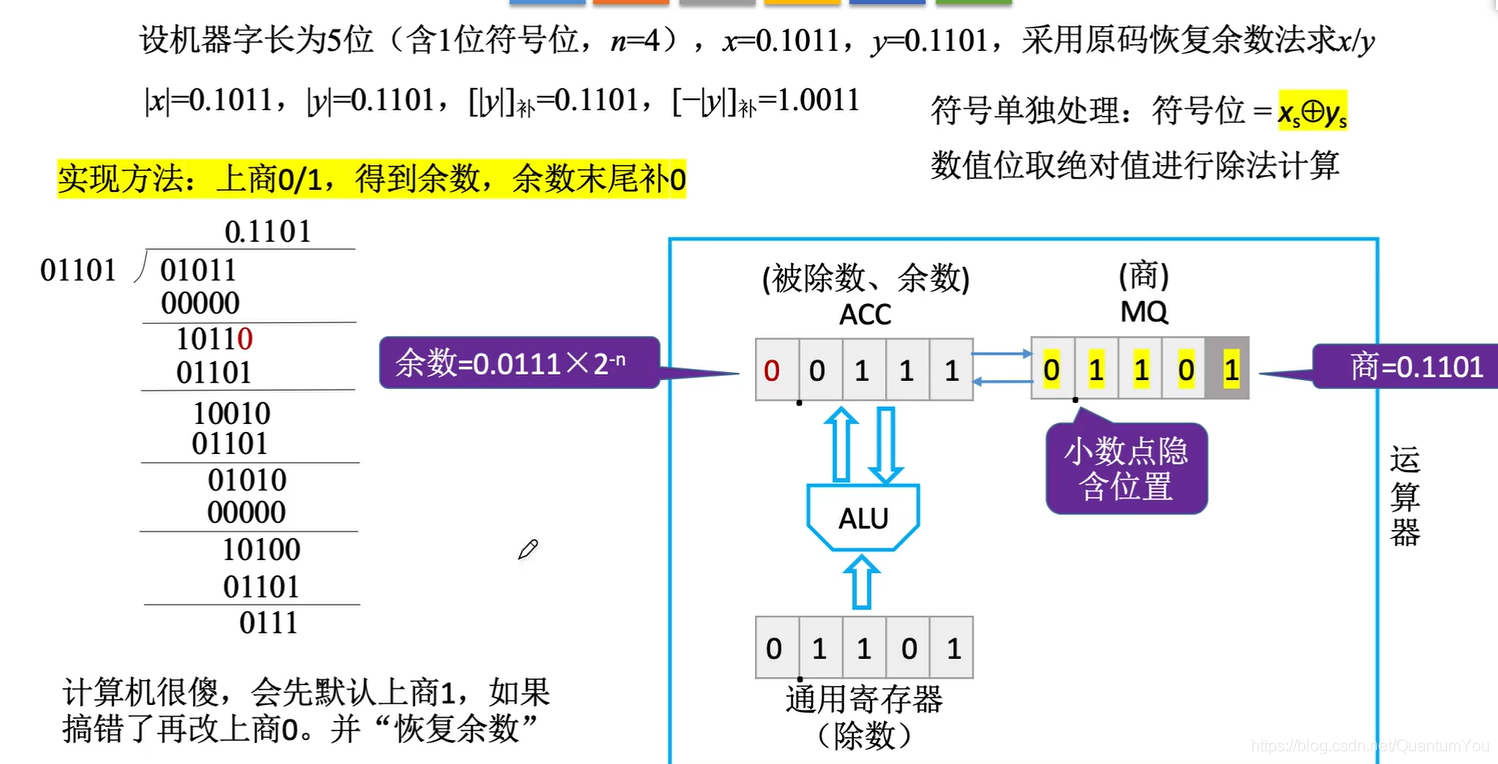 设机器字长为5位（含1位符号位，n=4），x=0.1011，y=0.1101，采用原码恢复余数法求x/y
|x|=0.1011，|y|=0.1101，[|y|]补=0.1101，[−|y|]补=1.0011
符号单独处理：符号位 = xs⊕ys
数值位取绝对值进行除法计算
实现方法：上商0/1，得到余数，余数末尾补0
0.1101
01101
01011
00000
10110
01101
10010
01101
01010
00000
10100
01101
0111
计算机很傻，会先默认上商1，如果
搞错了再改上商0。并“恢复余数”
(被除数、余数)
ACC
(商)
MQ
余数=0.0111×2-n
0 0 1 1 1
0 1 1 0 1
商=0.1101
小数点隐
含位置
ALU
运
算
器
0 1 1 0 1
通用寄存器
（除数）
https://blog.csdn.net/QuantumYou